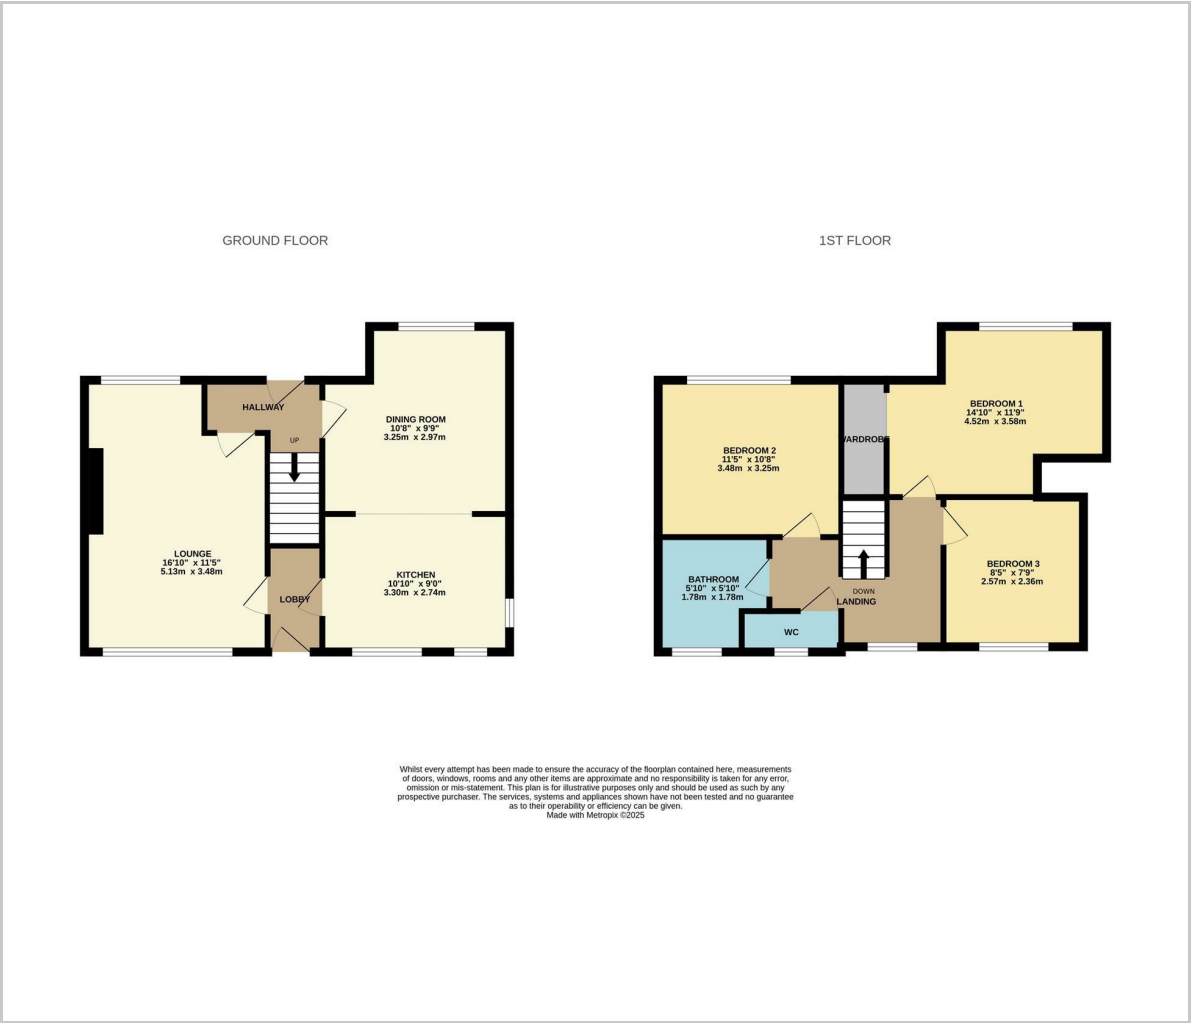 GROUND FLOOR
HALLWAY
UP
DINING ROOM
10'8" x 9'9"
3.25m x 2.97m
LOUNGE
16'10" x 11'5"
5.13m x 3.48m
LOBBY
KITCHEN
10'10" x 9'0"
3.30m x 2.74m
1ST FLOOR
BEDROOM 1
14'10" x 11'9"
4.52m x 3.58m
WARDROBE
BEDROOM 2
11'5" x 10'8"
3.48m x 3.25m
BATHROOM
5'10" x 5'10"
1.78m x 1.78m
DOWN
LANDING
BEDROOM 3
8'5" x 7'9"
2.57m x 2.36m
WC
Whilst every attempt has been made to ensure the accuracy of the floorplan contained here, measurements
of doors, windows, rooms and any other items are approximate and no responsibility is taken for any error,
omission or mis-statement. This plan is for illustrative purposes only and should be used as such by any
prospective purchaser. The services, systems and appliances shown have not been tested and no guarantee
as to their operability or efficiency can be given.
Made with Metropix ©2025